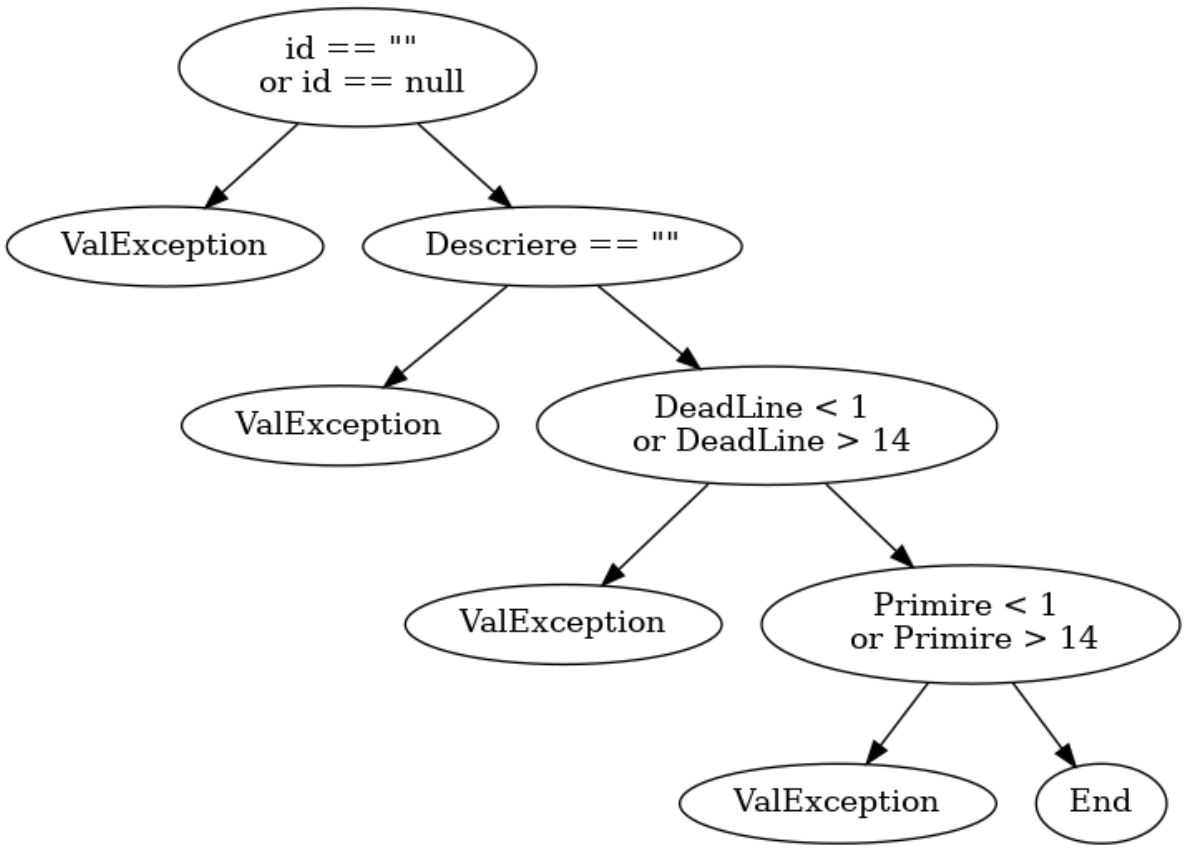 id == ""
or id == null
ValException
Descriere == ""
ValException
DeadLine < 1
or DeadLine > 14
ValException
Primire < 1
or Primire > 14
ValException
End